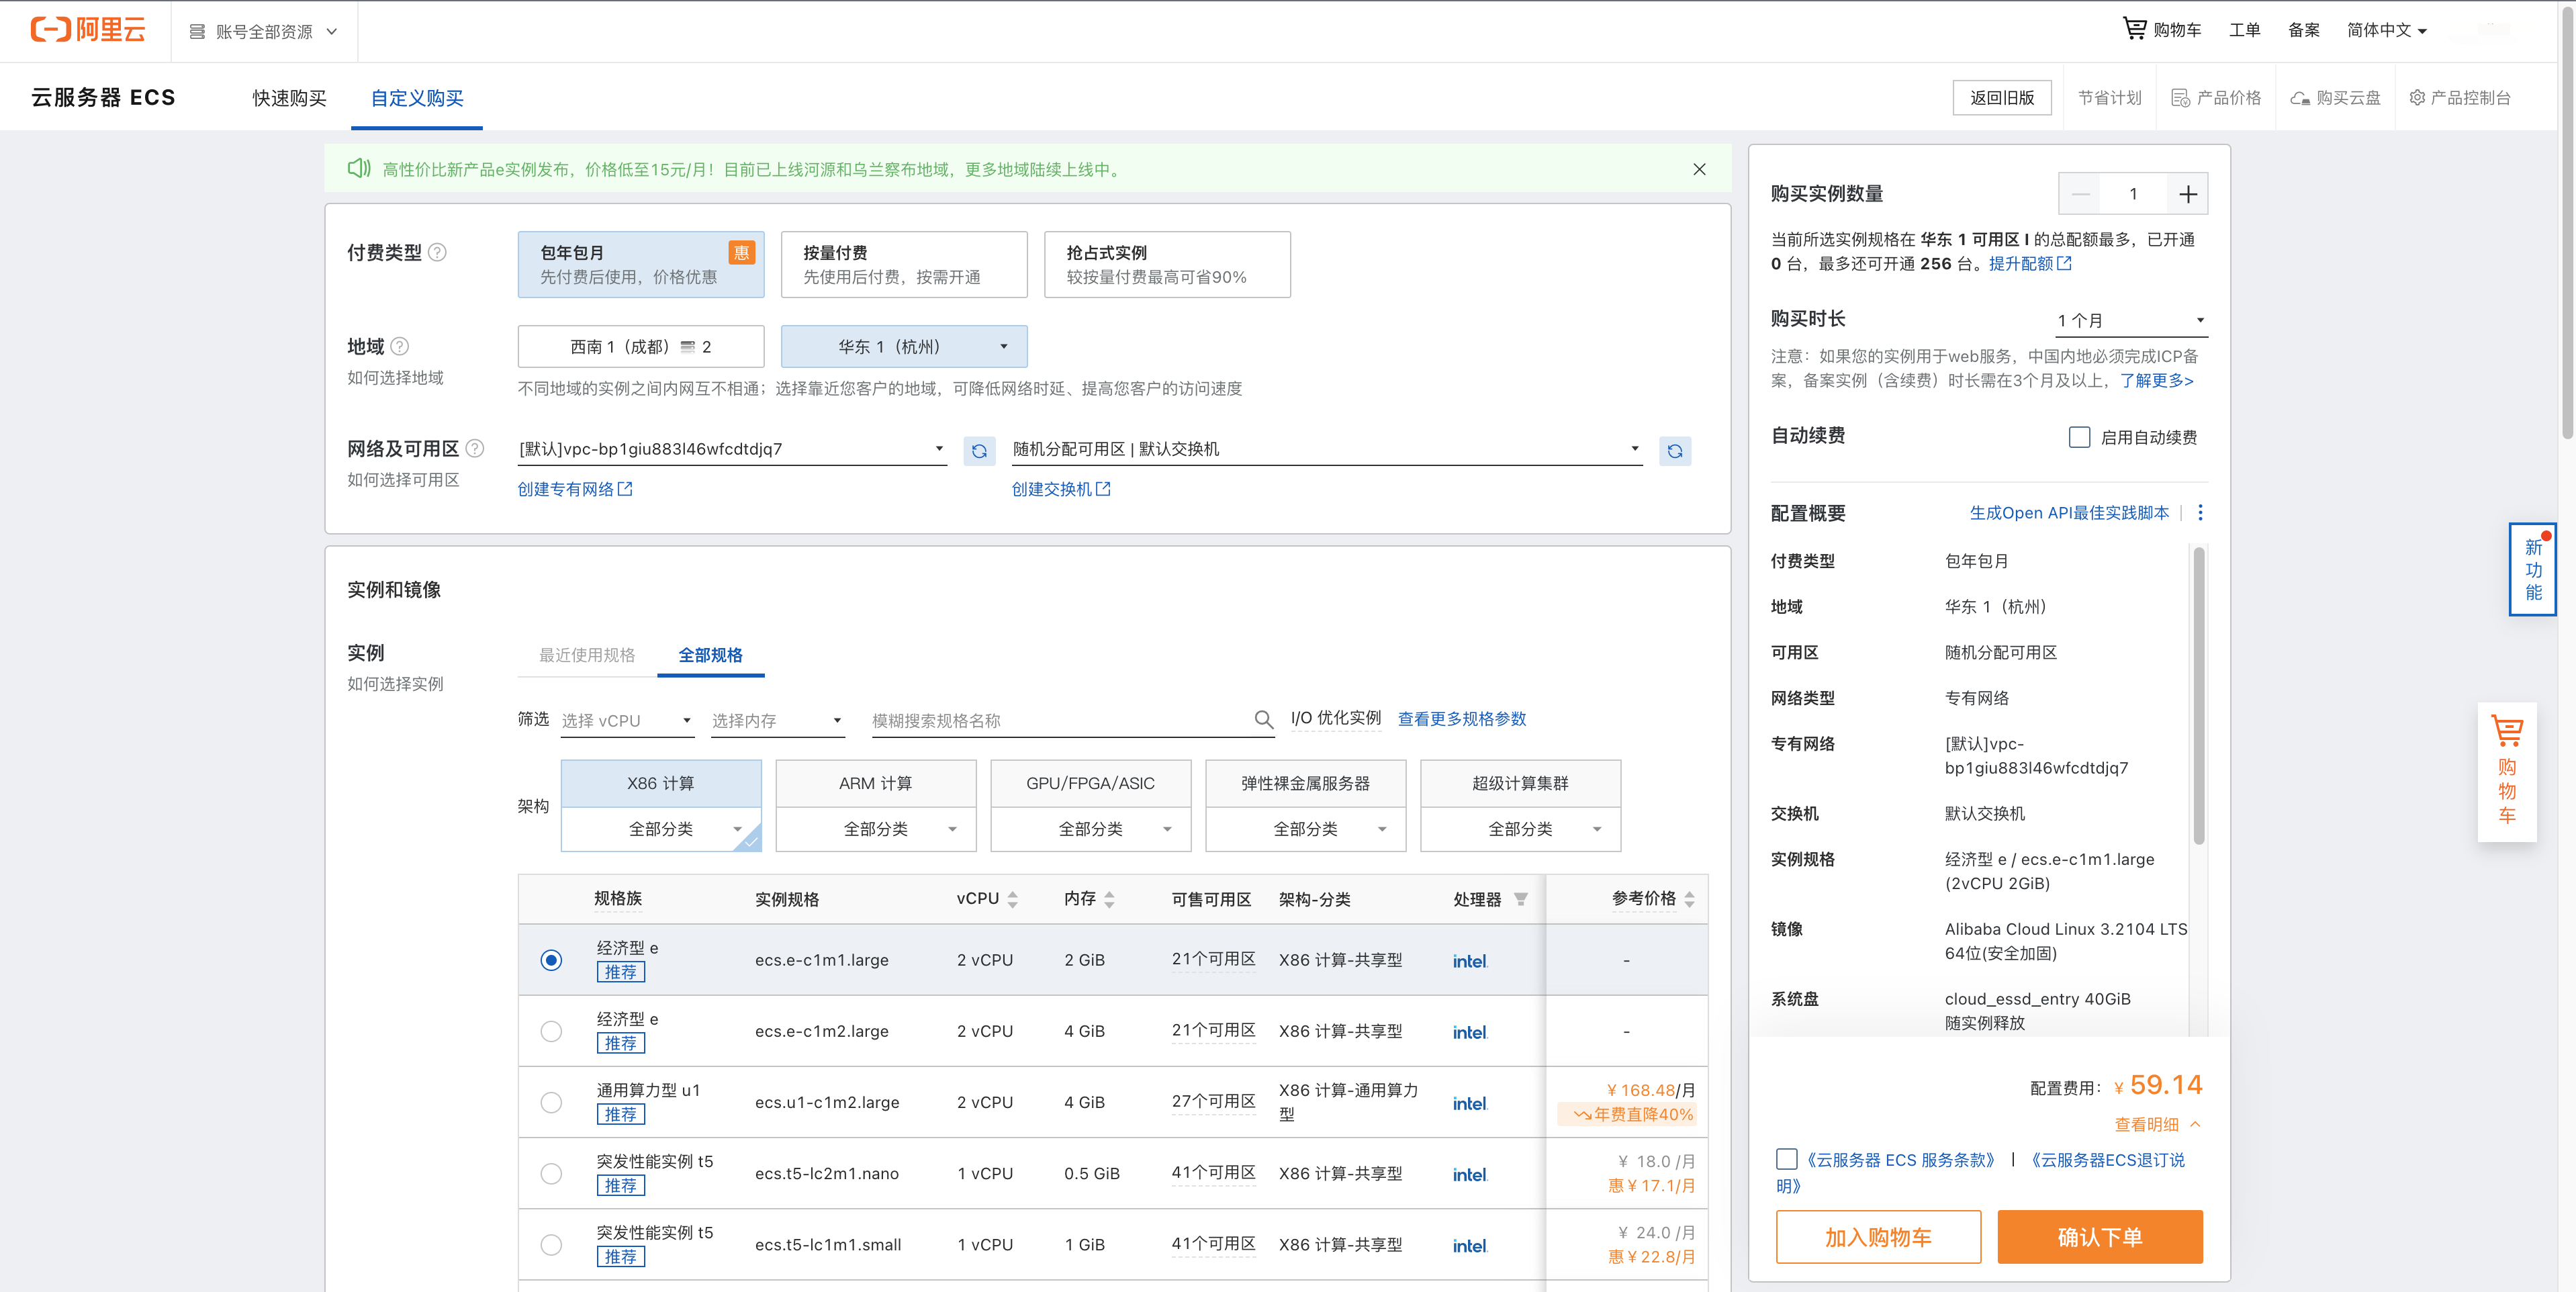 阿里云
账号全部资源
购物车
工单
备案
简体中文
云服务器 ECS
快速购买
自定义购买
返回旧版
节省计划
产品价格
购买云盘
产品控制台
高性价比新产品e实例发布，价格低至15元/月！目前已上线河源和乌兰察布地域，更多地域陆续上线中。
付费类型
包年包月
惠
先付费后使用，价格优惠
按量付费
先使用后付费，按需开通
抢占式实例
较按量付费最高可省90%
地域
如何选择地域
西南 1（成都） 2
华东 1（杭州）
不同地域的实例之间内网互不相通；选择靠近您客户的地域，可降低网络时延、提高您客户的访问速度
网络及可用区
如何选择可用区
[默认]vpc-bp1giu883l46wfcdtdjq7
随机分配可用区 | 默认交换机
创建专有网络
创建交换机
实例和镜像
实例
如何选择实例
最近使用规格
全部规格
筛选
选择 vCPU
选择内存
模糊搜索规格名称
I/O 优化实例
查看更多规格参数
架构
X86 计算
全部分类
ARM 计算
全部分类
GPU/FPGA/ASIC
全部分类
弹性裸金属服务器
全部分类
超级计算集群
全部分类
规格族 实例规格 vCPU 内存 可售可用区 架构-分类 处理器 参考价格
经济型 e
推荐
ecs.e-c1m1.large 2 vCPU 2 GiB 21个可用区 X86 计算-共享型 intel. -
经济型 e
推荐
ecs.e-c1m2.large 2 vCPU 4 GiB 21个可用区 X86 计算-共享型 intel. -
通用算力型 u1
推荐
ecs.u1-c1m2.large 2 vCPU 4 GiB 27个可用区 X86 计算-通用算力
型
intel.
￥168.48/月
年费直降40%
突发性能实例 t5
推荐
ecs.t5-lc2m1.nano 1 vCPU 0.5 GiB 41个可用区 X86 计算-共享型 intel.
￥ 18.0 /月
惠￥17.1/月
突发性能实例 t5
推荐
ecs.t5-lc1m1.small 1 vCPU 1 GiB 41个可用区 X86 计算-共享型 intel.
￥ 24.0 /月
惠￥22.8/月
购买实例数量
1
当前所选实例规格在 华东 1 可用区 I 的总配额最多，已开通
0 台，最多还可开通 256 台。提升配额
购买时长
1 个月
注意：如果您的实例用于web服务，中国内地必须完成ICP备
案，备案实例（含续费）时长需在3个月及以上，了解更多>
自动续费
启用自动续费
配置概要
生成Open API最佳实践脚本
付费类型 包年包月
地域 华东 1（杭州）
可用区 随机分配可用区
网络类型 专有网络
专有网络 [默认]vpc-
bp1giu883l46wfcdtdjq7
交换机 默认交换机
实例规格 经济型 e / ecs.e-c1m1.large
(2vCPU 2GiB)
镜像 Alibaba Cloud Linux 3.2104 LTS
64位(安全加固)
系统盘 cloud_essd_entry 40GiB
随实例释放
配置费用： ￥59.14
查看明细
《云服务器 ECS 服务条款》 | 《云服务器ECS退订说
明》
加入购物车
确认下单
新
功
能
购
物
车